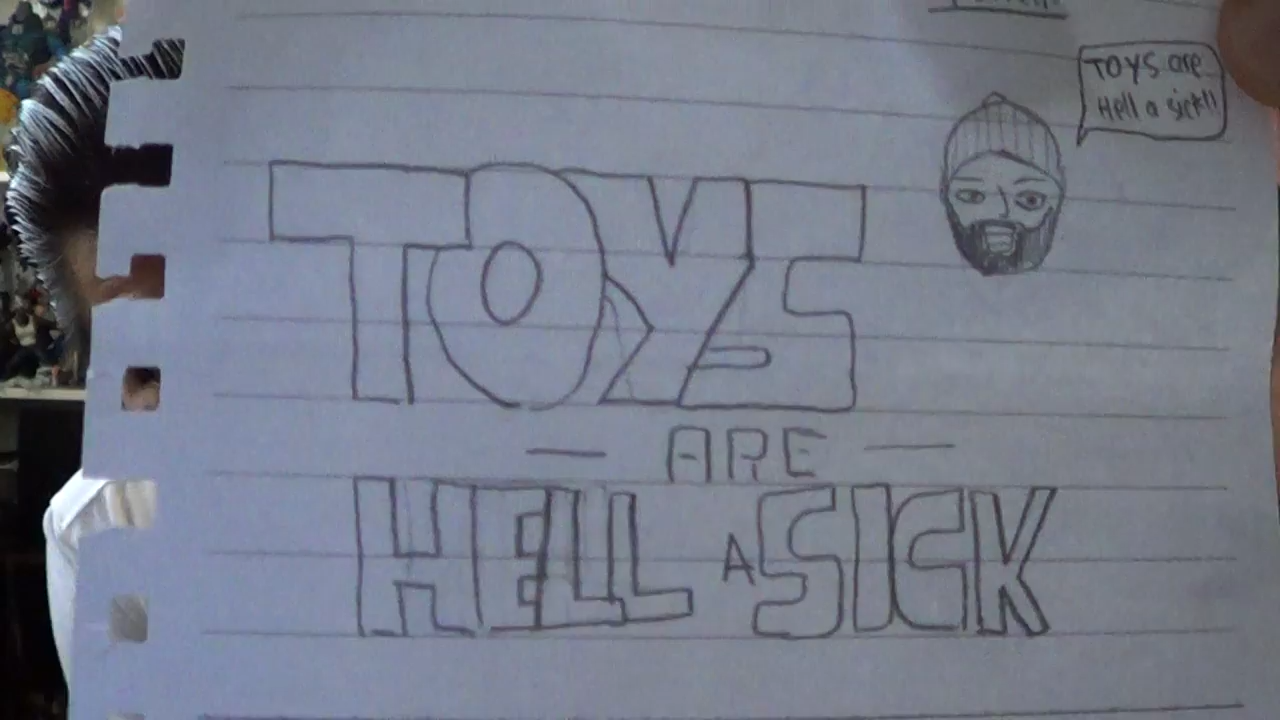 TOYS are
Hell a sick!!
TOYS
— ARE —
HELL A SICK